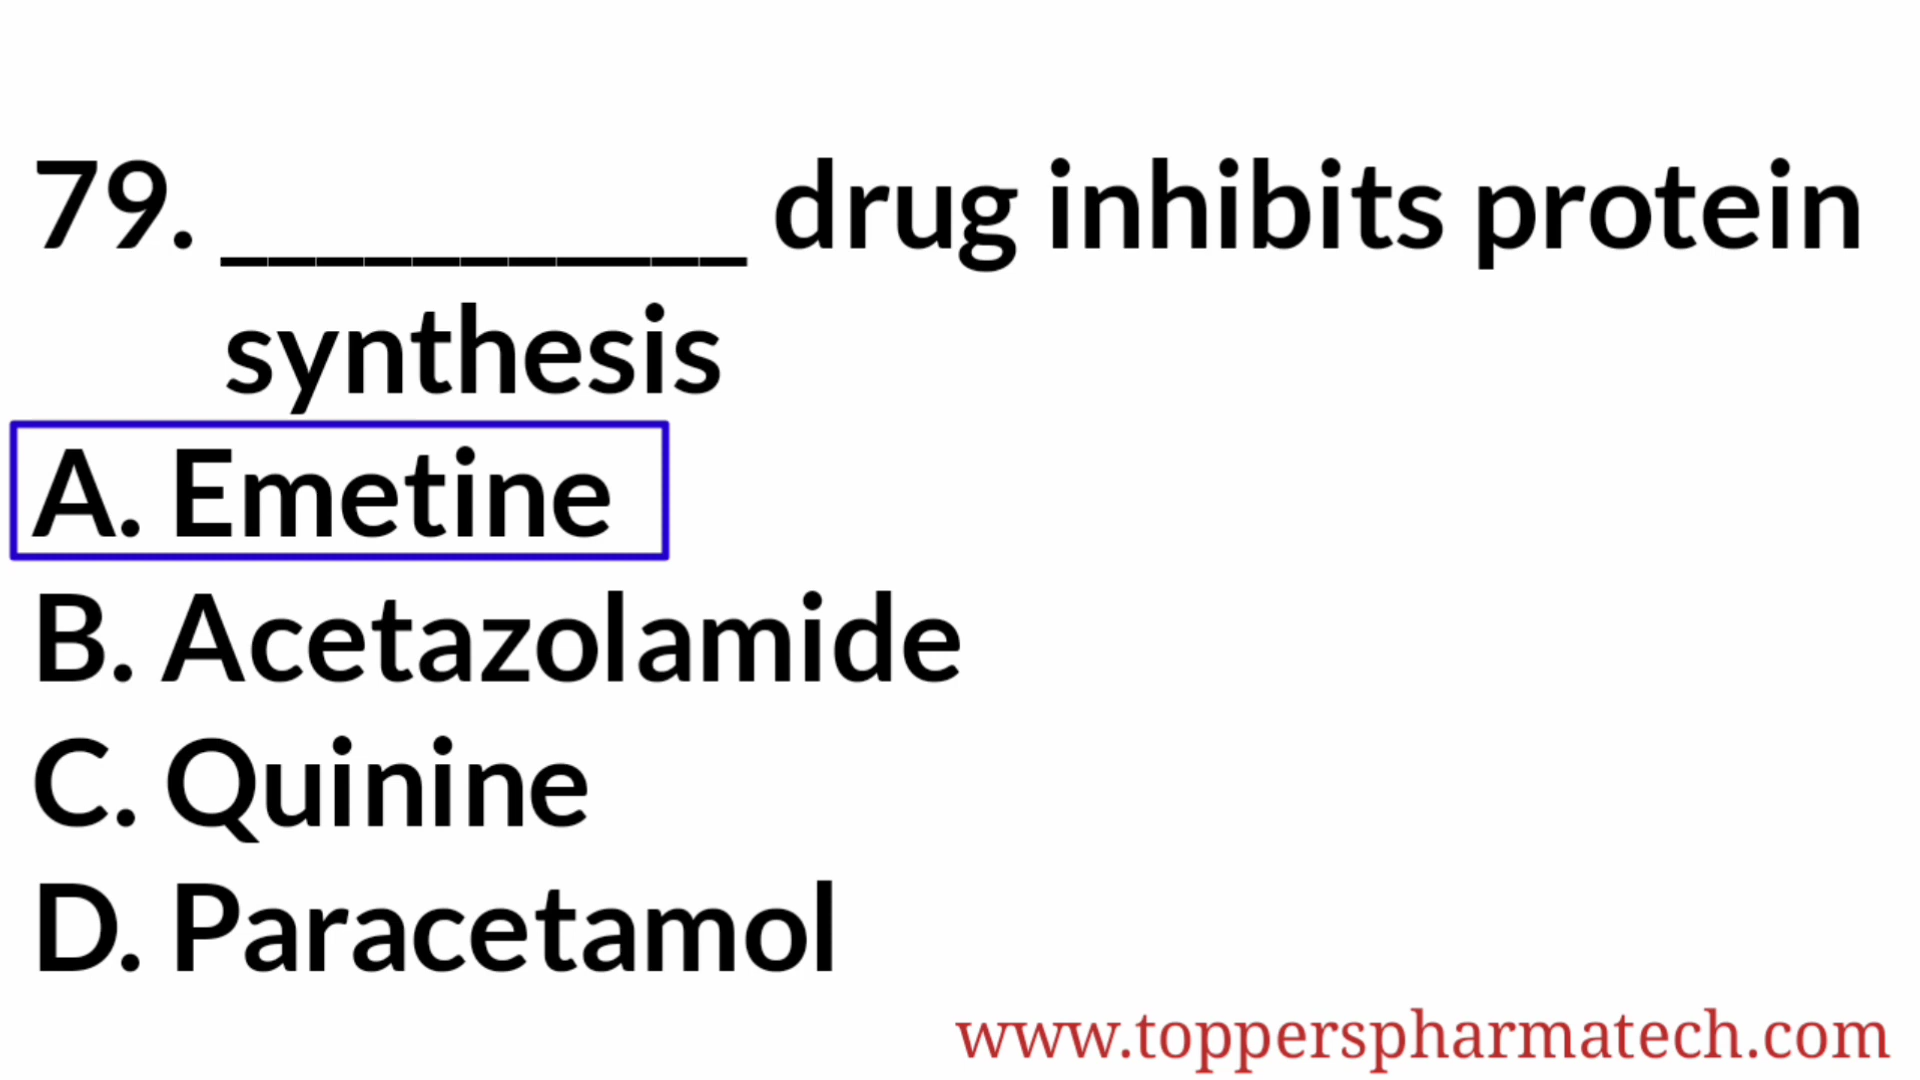 79. ___________ drug inhibits protein
synthesis
A. Emetine
B. Acetazolamide
C. Quinine
D. Paracetamol
www.topperspharmatech.com